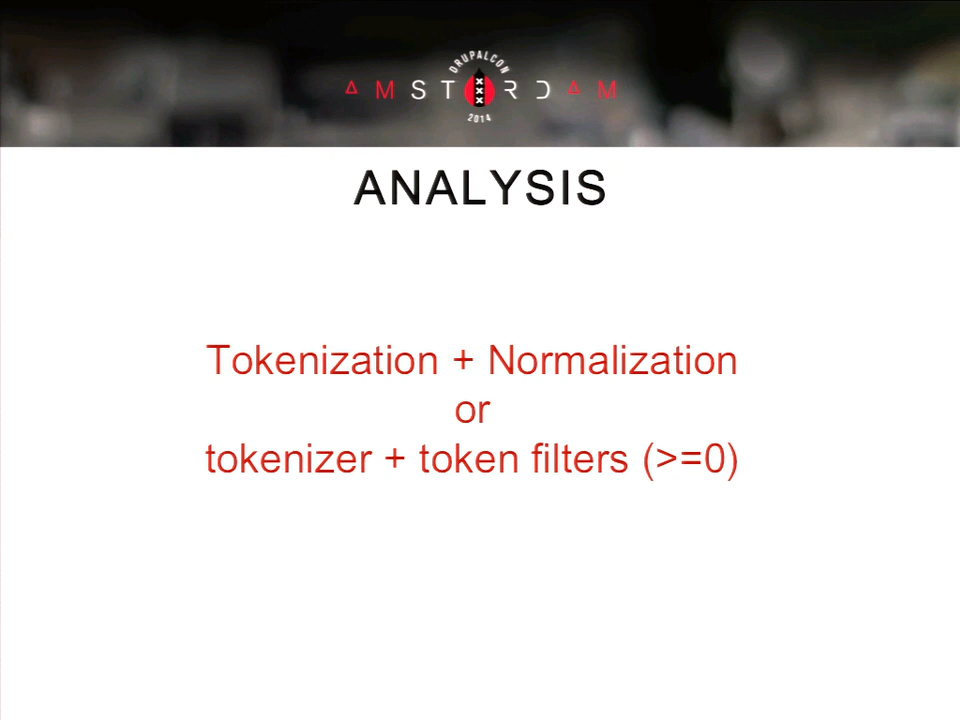 DRUPALCON
AMSTERDAM
2014
ANALYSIS
Tokenization + Normalization
or
tokenizer + token filters (>=0)